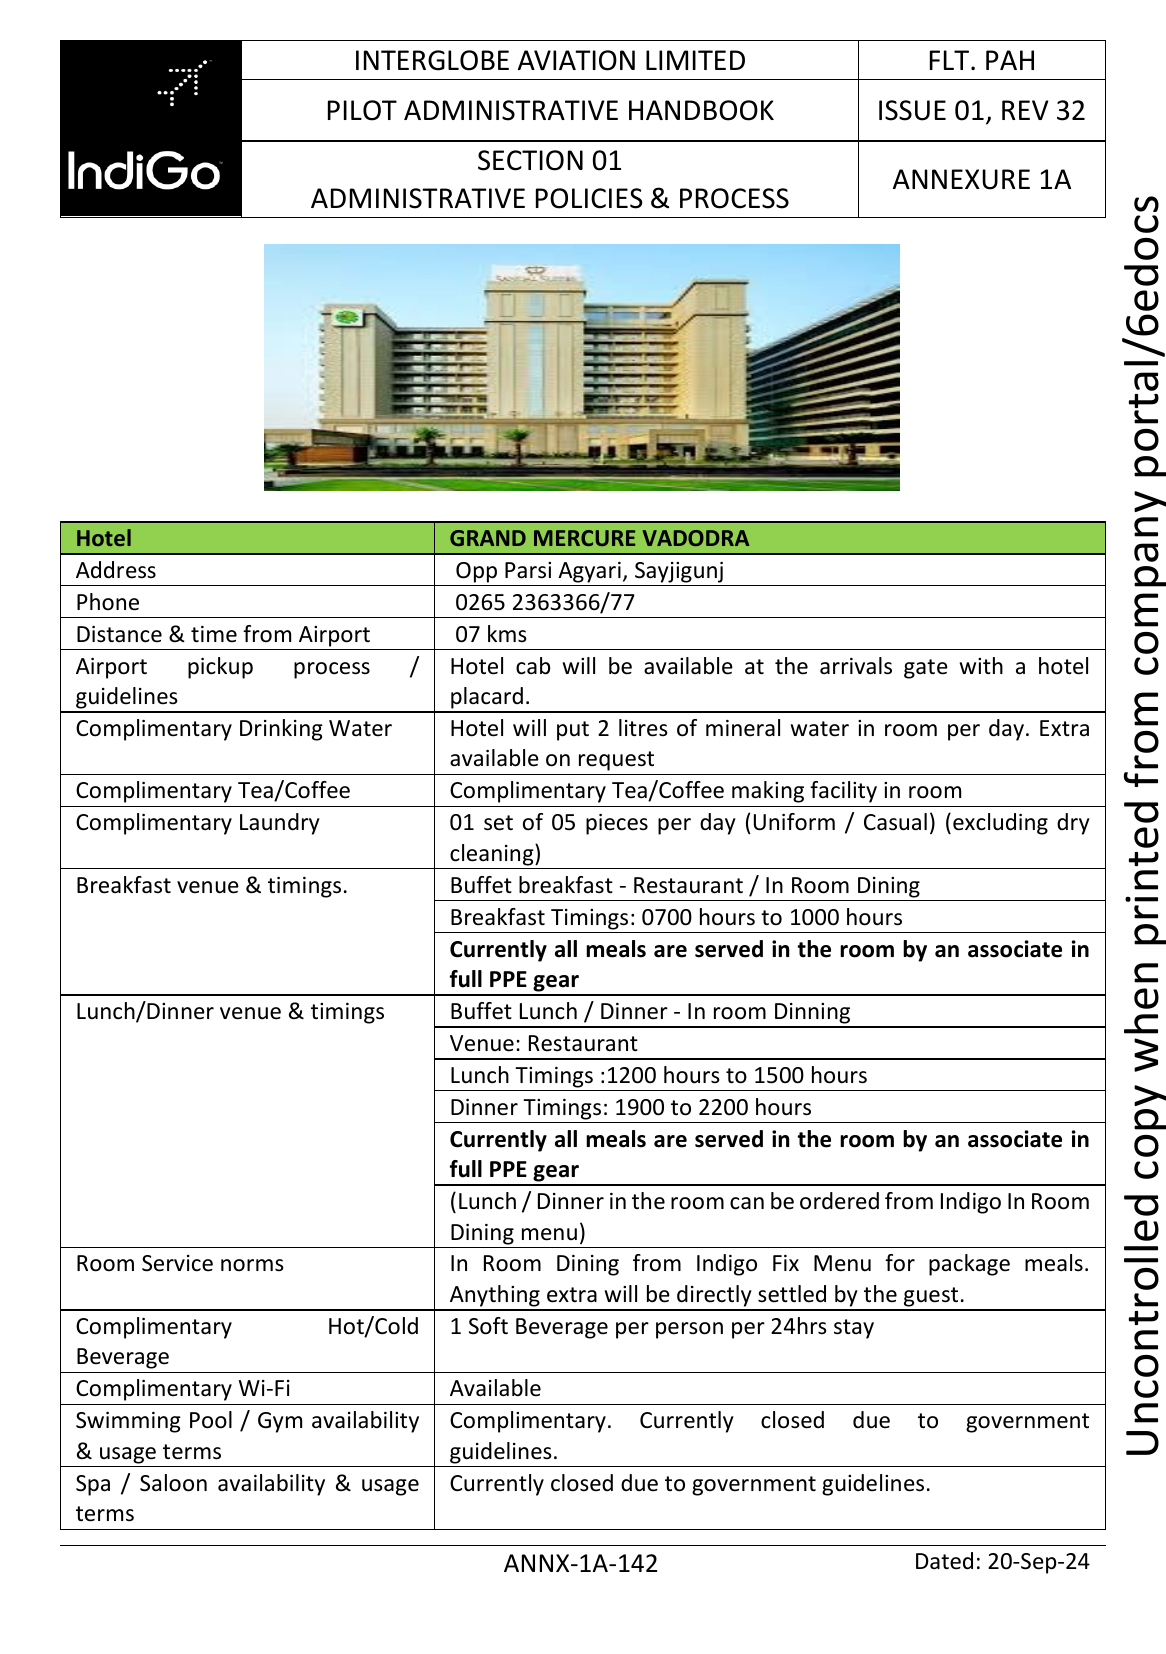 INTERGLOBE AVIATION LIMITED
FLT. PAH
PILOT ADMINISTRATIVE HANDBOOK
ISSUE 01, REV 32
IndiGo
SECTION 01
ADMINISTRATIVE POLICIES & PROCESS
ANNEXURE 1A
Hotel
GRAND MERCURE VADODRA
Address
Opp Parsi Agyari, Sayjigunj
Phone
0265 2363366/77
Distance & time from Airport
07 kms
Airport pickup process /
guidelines
Hotel cab will be available at the arrivals gate with a hotel
placard.
Complimentary Drinking Water
Hotel will put 2 litres of mineral water in room per day. Extra
available on request
Complimentary Tea/Coffee
Complimentary Tea/Coffee making facility in room
Complimentary Laundry
01 set of 05 pieces per day (Uniform / Casual) (excluding dry
cleaning)
Breakfast venue & timings.
Buffet breakfast - Restaurant / In Room Dining
Breakfast Timings: 0700 hours to 1000 hours
Currently all meals are served in the room by an associate in
full PPE gear
Lunch/Dinner venue & timings
Buffet Lunch / Dinner - In room Dinning
Venue: Restaurant
Lunch Timings :1200 hours to 1500 hours
Dinner Timings: 1900 to 2200 hours
Currently all meals are served in the room by an associate in
full PPE gear
(Lunch / Dinner in the room can be ordered from Indigo In Room
Dining menu)
Room Service norms
In Room Dining from Indigo Fix Menu for package meals.
Anything extra will be directly settled by the guest.
Complimentary Hot/Cold
Beverage
1 Soft Beverage per person per 24hrs stay
Complimentary Wi-Fi
Available
Swimming Pool / Gym availability
& usage terms
Complimentary. Currently closed due to government
guidelines.
Spa / Saloon availability & usage
terms
Currently closed due to government guidelines.
ANNX-1A-142
Dated: 20-Sep-24
Uncontrolled copy when printed from company portal/6edocs